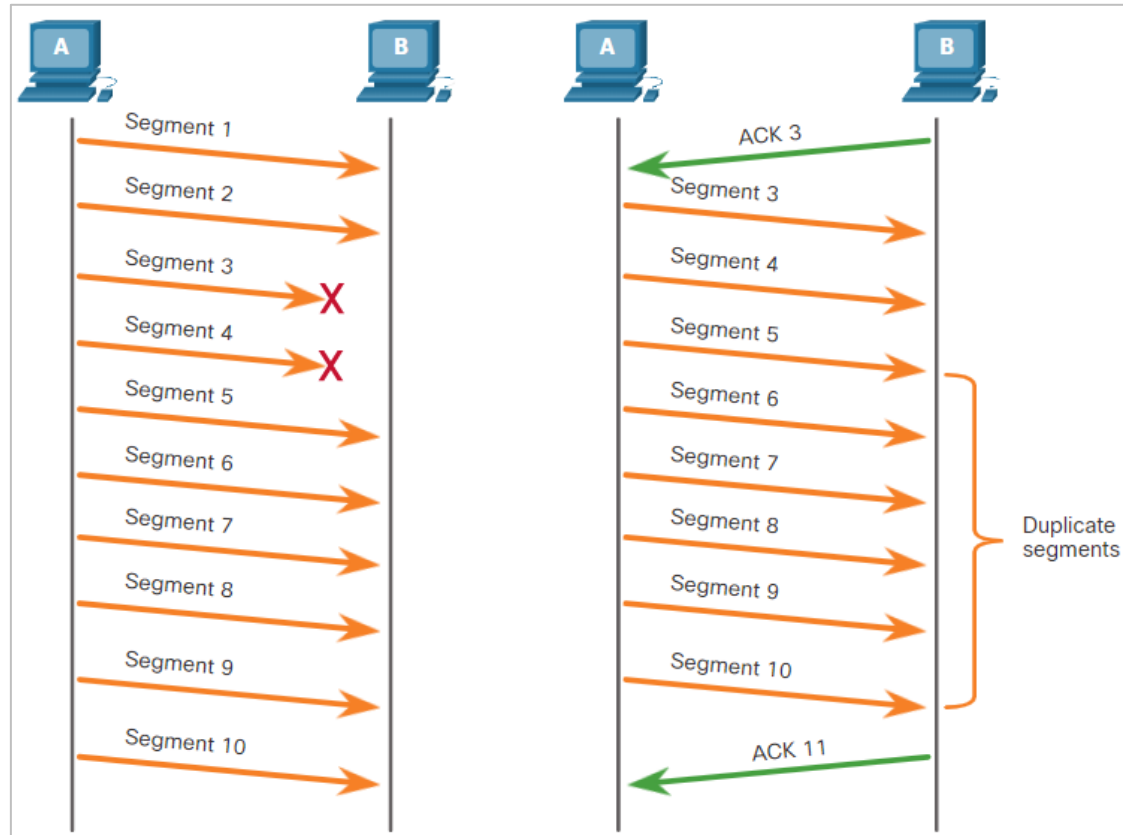 A
B
Segment 1
Segment 2
Segment 3
X
Segment 4
X
Segment 5
Segment 6
Segment 7
Segment 8
Segment 9
Segment 10
A
B
ACK 3
Segment 3
Segment 4
Segment 5
Segment 6
Segment 7
Segment 8
Segment 9
Segment 10
ACK 11
Duplicate
segments